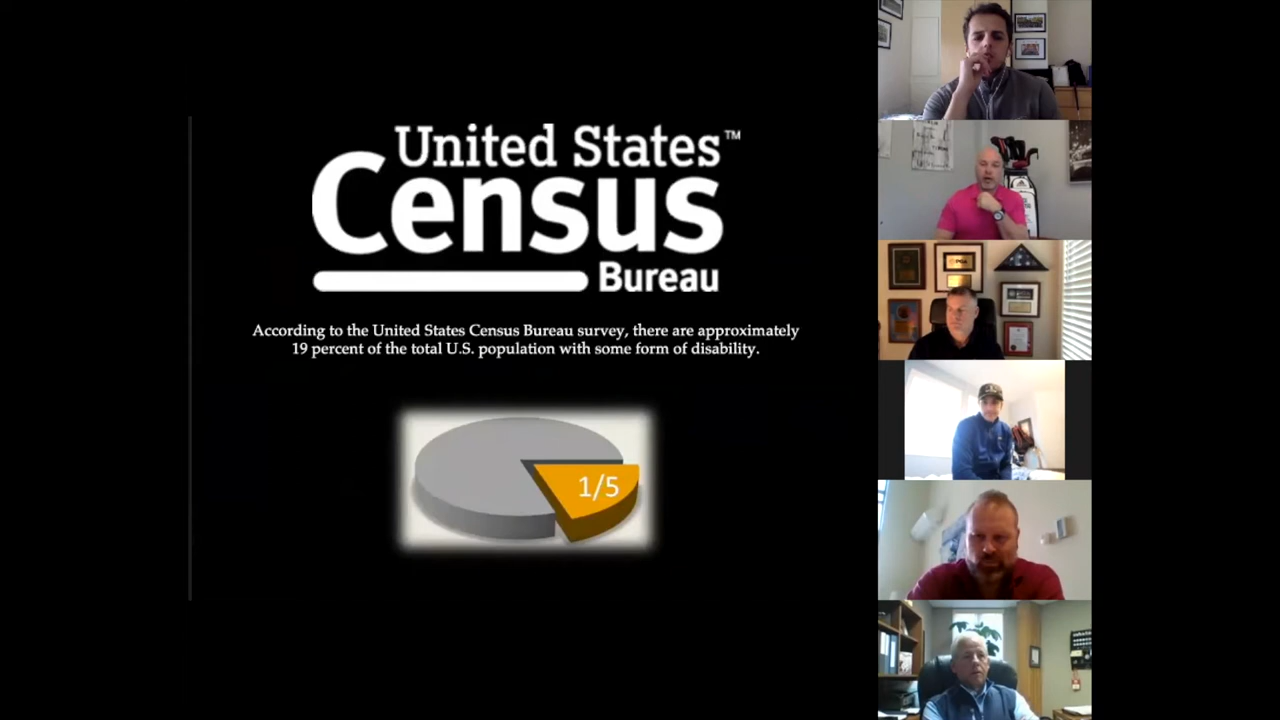 United States™
Census
Bureau
According to the United States Census Bureau survey, there are approximately
19 percent of the total U.S. population with some form of disability.
1/5